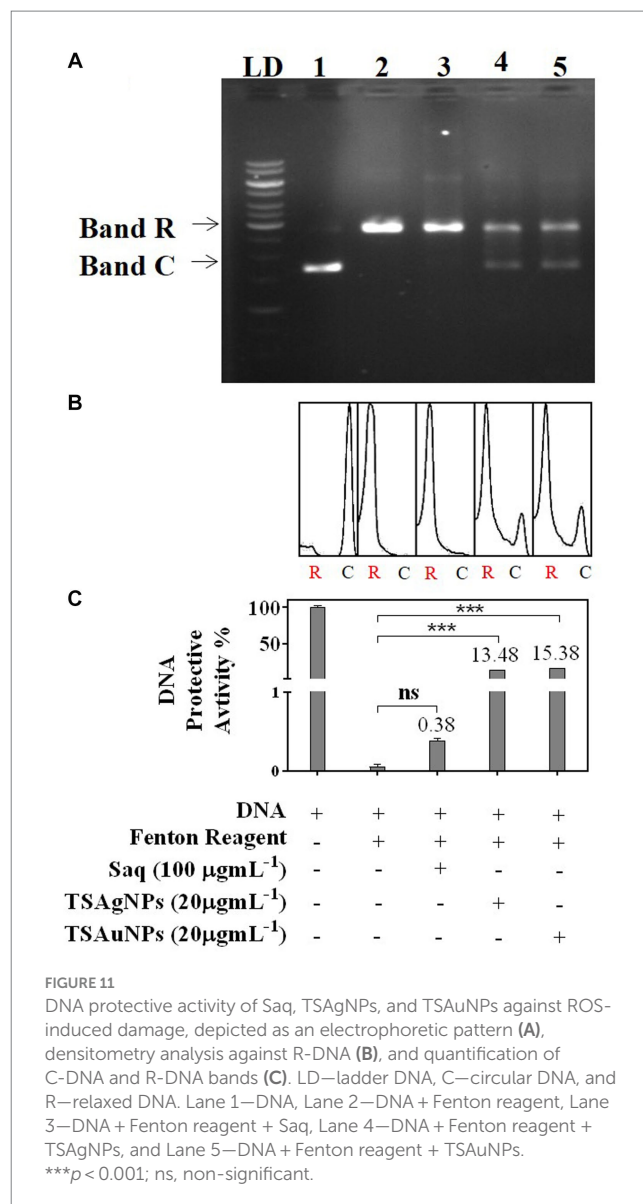 A
LD 1 2 3 4 5
Band R
Band C
B
R C R C R C R C R C
C
DNA Protective Avtivity %
100
50
1
0
***
***
ns
0.38
13.48
15.38
DNA + + + + +
Fenton Reagent - + + + +
Saq (100 µgmL-1) - - + - -
TSAgNPs (20µgmL-1) - - - + -
TSAuNPs (20µgmL-1) - - - - +
FIGURE 11
DNA protective activity of Saq, TSAgNPs, and TSAuNPs against ROS-
induced damage, depicted as an electrophoretic pattern (A),
densitometry analysis against R-DNA (B), and quantification of
C-DNA and R-DNA bands (C). LD—ladder DNA, C—circular DNA, and
R—relaxed DNA. Lane 1—DNA, Lane 2—DNA + Fenton reagent, Lane
3—DNA + Fenton reagent + Saq, Lane 4—DNA + Fenton reagent +
TSAgNPs, and Lane 5—DNA + Fenton reagent + TSAuNPs.
***p < 0.001; ns, non-significant.